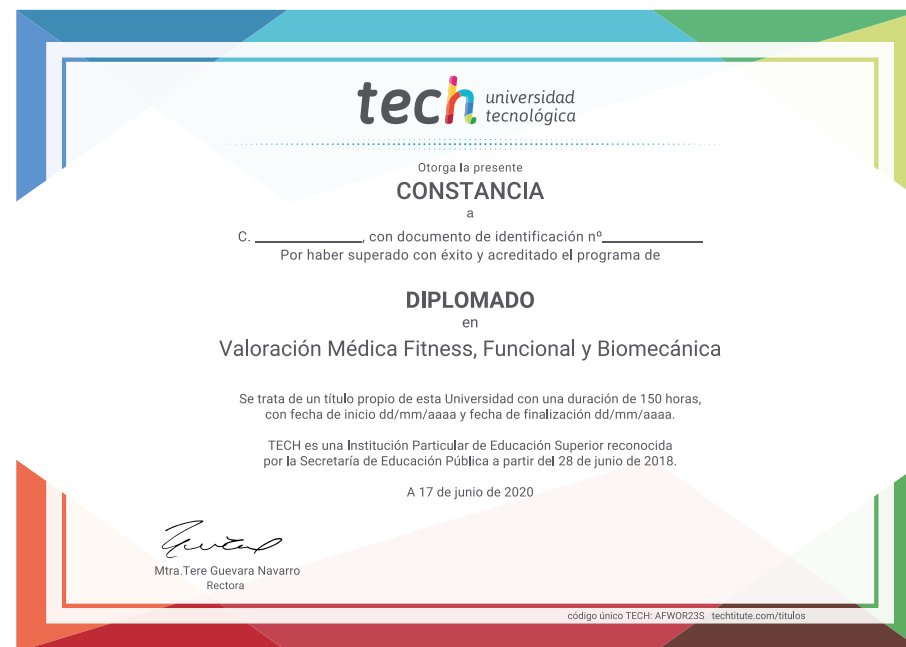 tech universidad
tecnológica
Otorga la presente
CONSTANCIA
a
C. ______________, con documento de identificación nº_____________
Por haber superado con éxito y acreditado el programa de
DIPLOMADO
en
Valoración Médica Fitness, Funcional y Biomecánica
Se trata de un título propio de esta Universidad con una duración de 150 horas,
con fecha de inicio dd/mm/aaaa y fecha de finalización dd/mm/aaaa.
TECH es una Institución Particular de Educación Superior reconocida
por la Secretaría de Educación Pública a partir del 28 de junio de 2018.
A 17 de junio de 2020
Mtra.Tere Guevara Navarro
Rectora
código único TECH: AFWOR23S techtitute.com/titulos